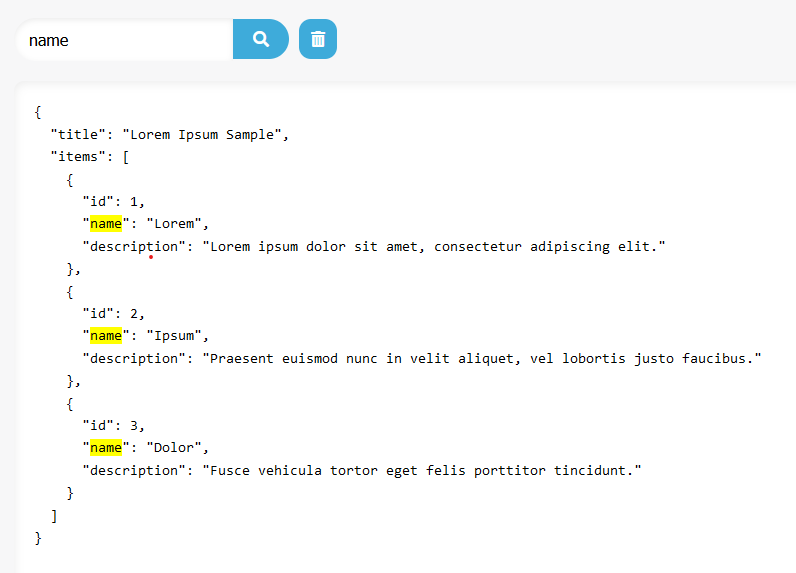 name
{
  "title": "Lorem Ipsum Sample",
  "items": [
    {
      "id": 1,
      "name": "Lorem",
      "description": "Lorem ipsum dolor sit amet, consectetur adipiscing elit."
    },
    {
      "id": 2,
      "name": "Ipsum",
      "description": "Praesent euismod nunc in velit aliquet, vel lobortis justo faucibus."
    },
    {
      "id": 3,
      "name": "Dolor",
      "description": "Fusce vehicula tortor eget felis porttitor tincidunt."
    }
  ]
}